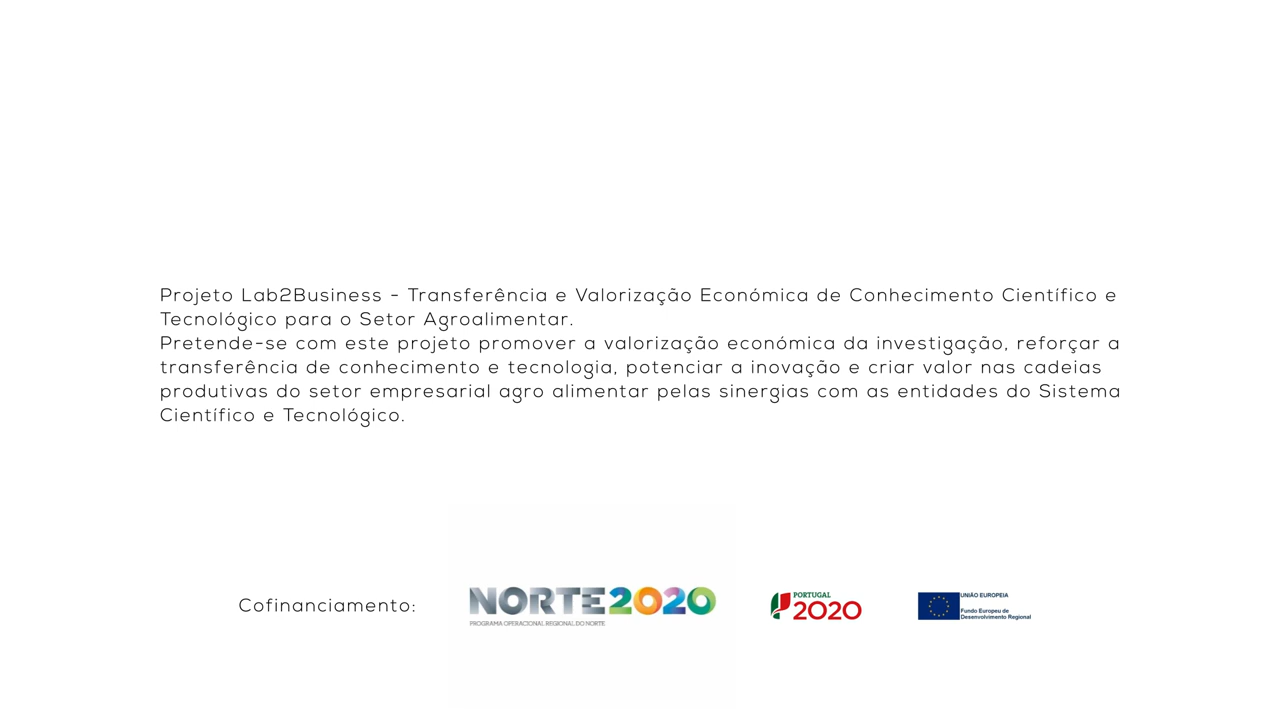 Projeto Lab2Business - Transferência e Valorização Económica de Conhecimento Científico e
Tecnológico para o Setor Agroalimentar.
Pretende-se com este projeto promover a valorização económica da investigação, reforçar a
transferência de conhecimento e tecnologia, potenciar a inovação e criar valor nas cadeias
produtivas do setor empresarial agro alimentar pelas sinergias com as entidades do Sistema
Científico e Tecnológico.
Cofinanciamento:
NORTE2020
PROGRAMA OPERACIONAL REGIONAL DO NORTE
PORTUGAL
2020
UNIÃO EUROPEIA
Fundo Europeu de
Desenvolvimento Regional